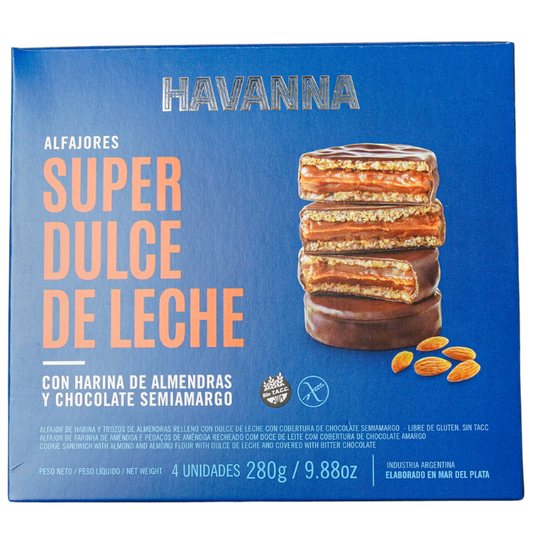 HAVANNA
ALFAJORES
SUPER
DULCE
DE LECHE
CON HARINA DE ALMENDRAS
Y CHOCOLATE SEMIAMARGO
SIN T.A.C.C.
ALFAJOR DE HARINA Y TROZOS DE ALMENDRAS RELLENO CON DULCE DE LECHE CON COBERTURA DE CHOCOLATE SEMIAMARGO - LIBRE DE GLUTEN. SIN TACC
ALFAJOR DE FARINHA DE AMÊNDOA E PEDAÇOS DE AMÊNDOA RECHEADO COM DOCE DE LEITE COM COBERTURA DE CHOCOLATE AMARGO
COOKIE SANDWICH WITH ALMOND AND ALMOND FLOUR WITH DULCE DE LECHE AND COVERED WITH BITTER CHOCOLATE
PESO NETO / PESO LÍQUIDO / NET WEIGHT 4 UNIDADES 280g / 9.88oz
INDUSTRIA ARGENTINA
ELABORADO EN MAR DEL PLATA